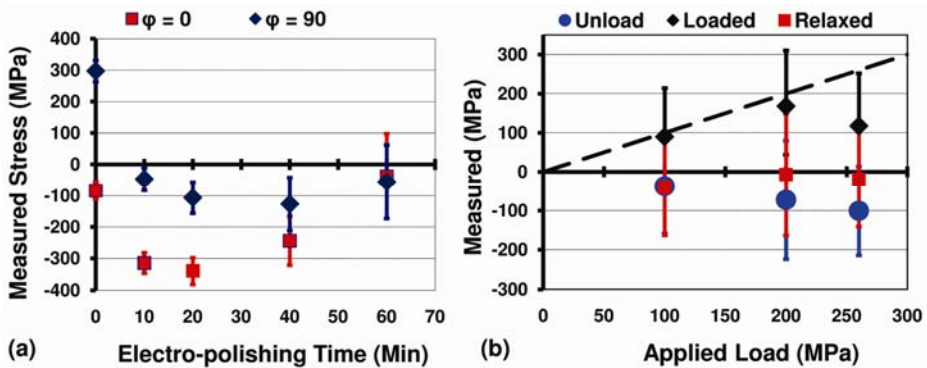 φ = 0 φ = 90
Measured Stress (MPa)
400
300
200
100
0
-100
-200
-300
-400
0 10 20 30 40 50 60 70
(a) Electro-polishing Time (Min)
Unload Loaded Relaxed
Measured (MPa)
300
200
100
0
-100
-200
-300
0 50 100 150 200 250 300
(b) Applied Load (MPa)